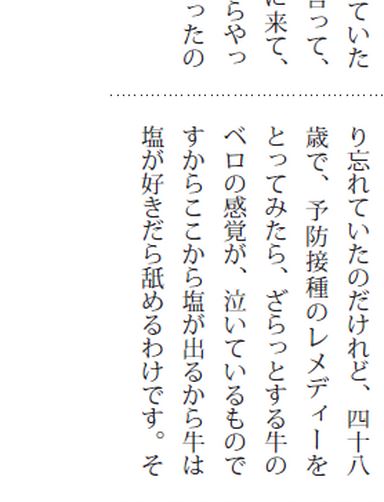 ていた
言って、
に来て、
らやっ
ったの
り忘れていたのだけれど、四十八
歳で、予防接種のレメディーを
とってみたら、ざらっとする牛の
ベロの感覚が、泣いているもので
すからここから塩が出るから牛は
塩が好きだら舐めるわけです。そ